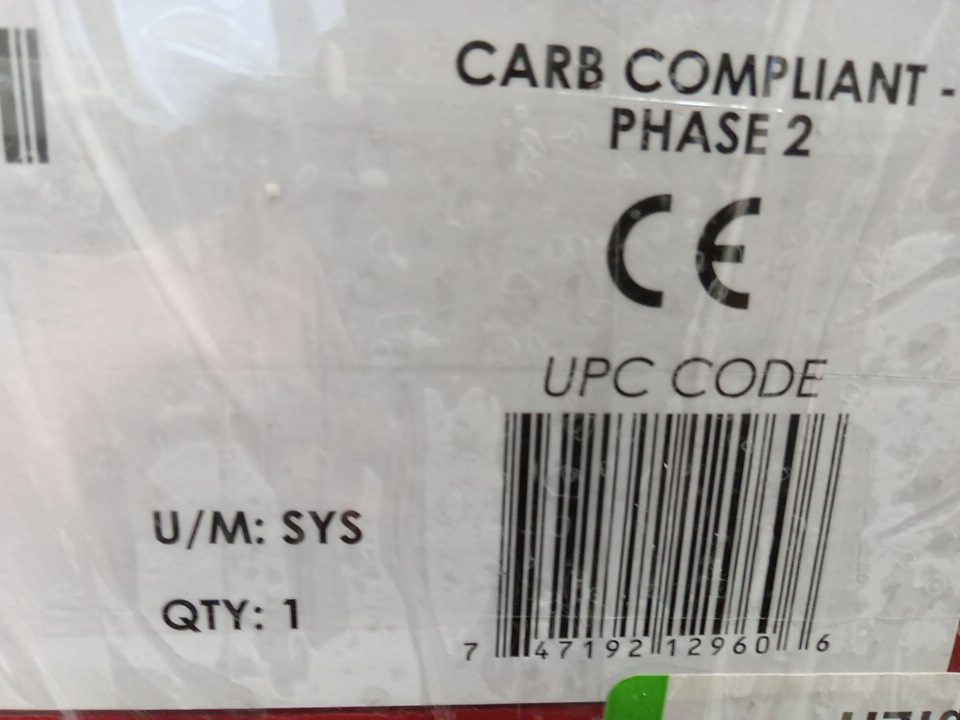 CARB COMPLIANT -
PHASE 2
CE
UPC CODE
U/M: SYS
QTY: 1
7 47192 12960 6